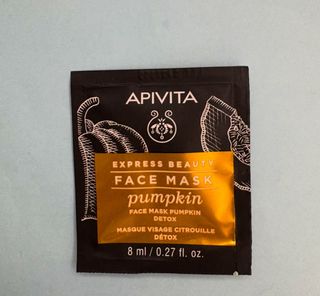 APIVITA
EXPRESS BEAUTY
FACE MASK
pumpkin
FACE MASK PUMPKIN
DETOX
MASQUE VISAGE CITROUILLE
DÉTOX
8 ml / 0.27 fl. oz.